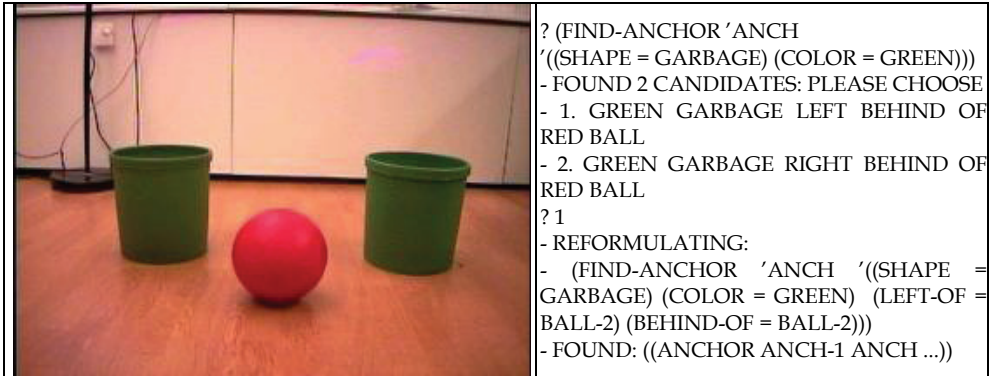 ? (FIND-ANCHOR ’ANCH
’((SHAPE = GARBAGE) (COLOR = GREEN)))
- FOUND 2 CANDIDATES: PLEASE CHOOSE
- 1. GREEN GARBAGE LEFT BEHIND OF
RED BALL
- 2. GREEN GARBAGE RIGHT BEHIND OF
RED BALL
? 1
- REFORMULATING:
- (FIND-ANCHOR ’ANCH ’((SHAPE =
GARBAGE) (COLOR = GREEN) (LEFT-OF =
BALL-2) (BEHIND-OF = BALL-2)))
- FOUND: ((ANCHOR ANCH-1 ANCH ...))